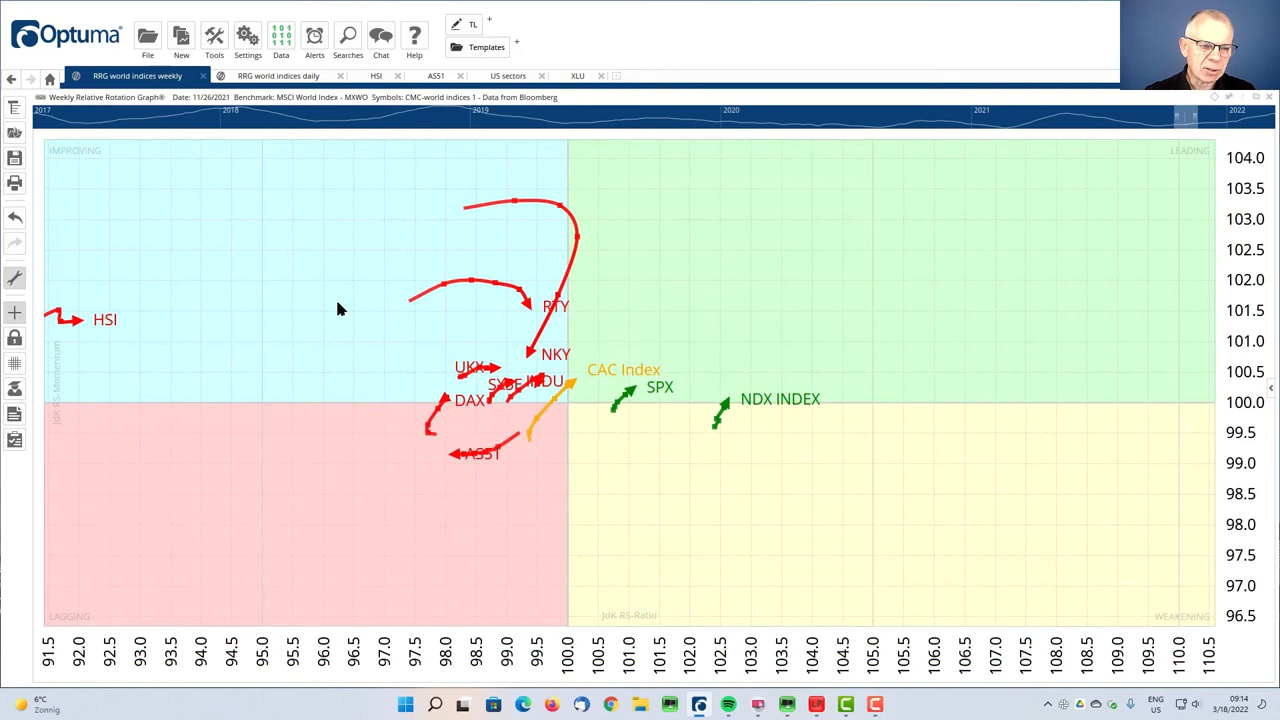 Optuma®
File
New
Tools
Settings
Data
Alerts
Searches
Chat
Help
TL
Templates
RRG world indices weekly
RRG world indices daily
HSI
AS51
US sectors
XLU
Weekly Relative Rotation Graph® Date: 11/26/2021 Benchmark: MSCI World Index - MXWO Symbols: CMC-world indices 1 - Data from Bloomberg
2017 2018 2019 2020 2021 2022
IMPROVING
LEADING
104.0
103.5
103.0
102.5
102.0
101.5
101.0
100.5
100.0
99.5
99.0
98.5
98.0
97.5
97.0
96.5
RTY
HSI
NKY
UKX
CAC Index
INDU
SPX
DAX
NDX INDEX
AS51
JdK RS-Momentum
LAGGING
JdK RS-Ratio
WEAKENING
91.5 92.0 92.5 93.0 93.5 94.0 94.5 95.0 95.5 96.0 96.5 97.0 97.5 98.0 98.5 99.0 99.5 100.0 100.5 101.0 101.5 102.0 102.5 103.0 103.5 104.0 104.5 105.0 105.5 106.0 106.5 107.0 107.5 108.0 108.5 109.0 109.5 110.0 110.5
6°C
Zonnig
ENG
US
09:14
3/18/2022